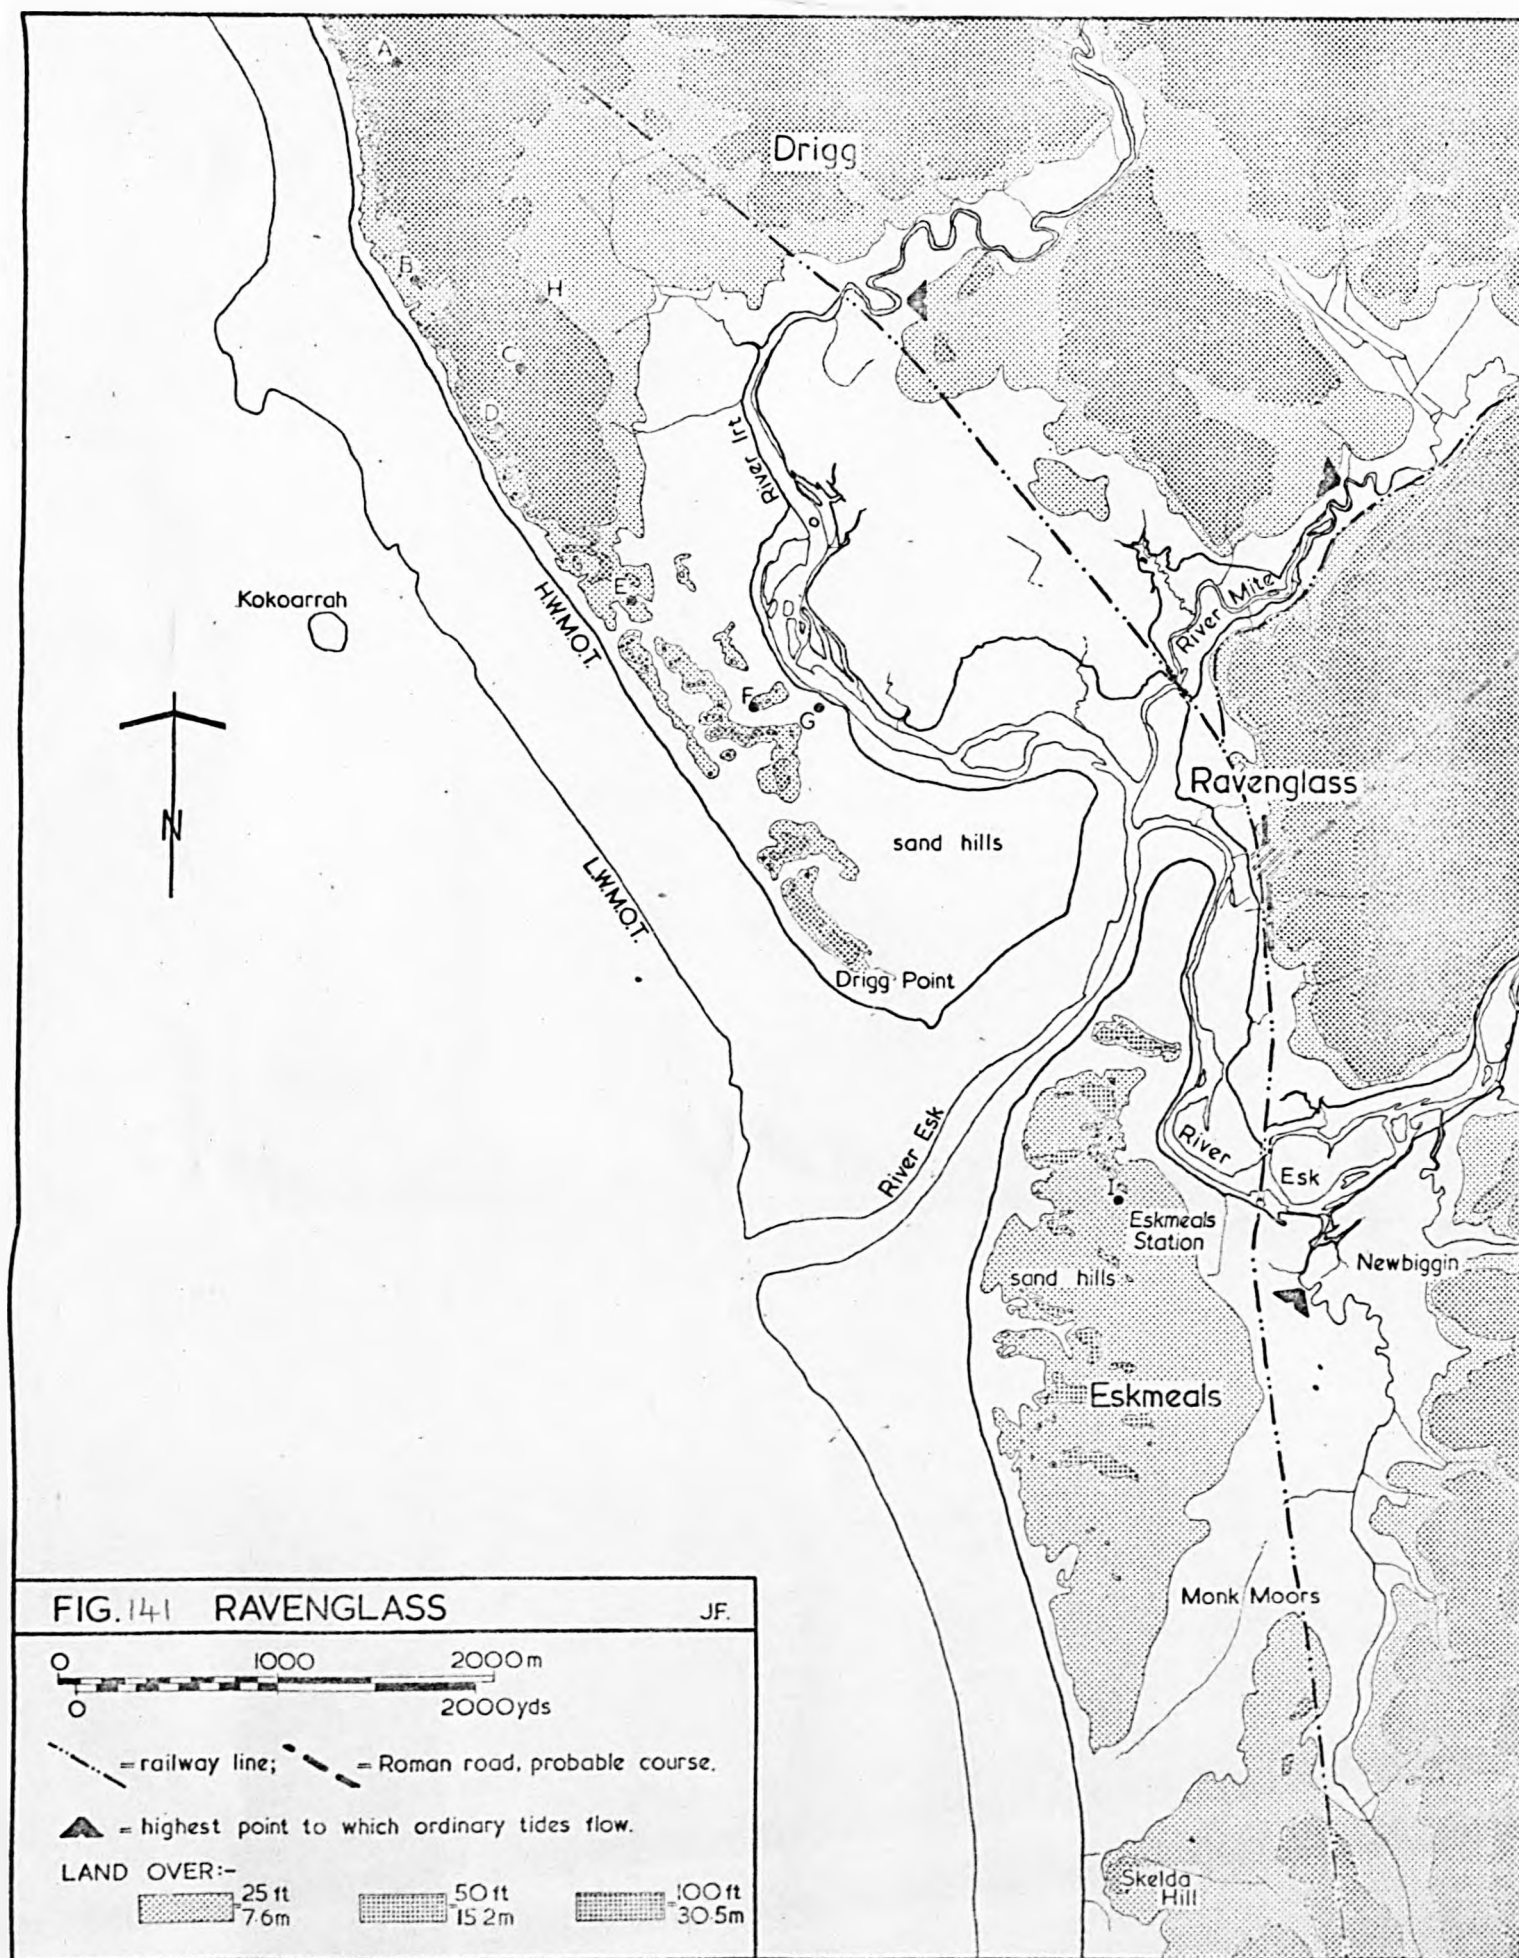 A
Drigg
B
H
C
D
River Irt
Kokoarrah
E
H.W.M.O.T.
River Mite
F
G
N
Ravenglass
sand hills
L.W.M.O.T.
Drigg Point
River Esk
River
Esk
I
Eskmeals
Station
Newbiggin
sand hills
Eskmeals
Monk Moors
Skelda
Hill
FIG. 141 RAVENGLASS JF.
0 1000 2000m
0 2000yds
= railway line; = Roman road, probable course.
= highest point to which ordinary tides flow.
LAND OVER:-
25 ft 50 ft 100 ft
= 7.6m = 15.2m = 30.5m